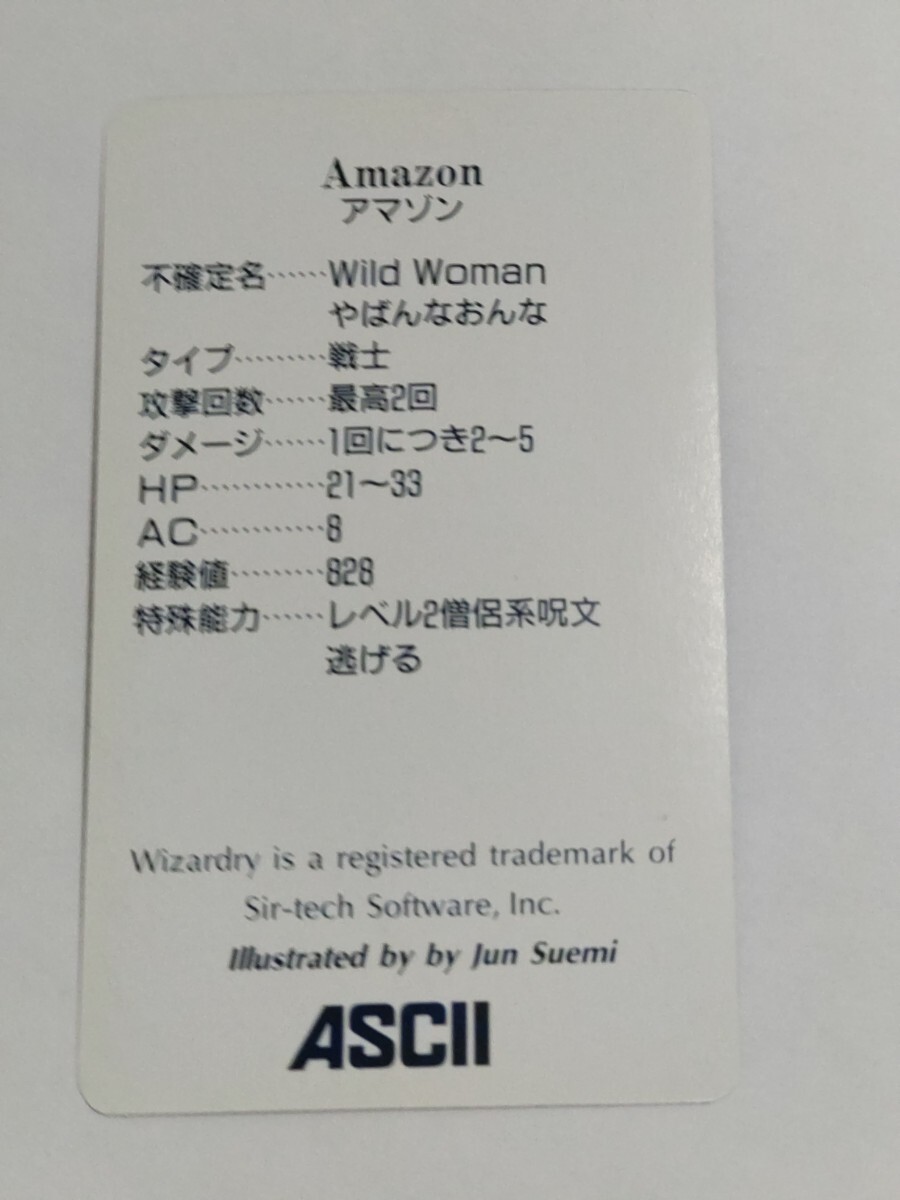 Amazon
アマゾン
不確定名……Wild Woman
やばんなおんな
タイプ………戦士
攻撃回数……最高2回
ダメージ……1回につき2〜5
HP…………21〜33
AC…………8
経験値………828
特殊能力……レベル2僧侶系呪文
逃げる
Wizardry is a registered trademark of
Sir-tech Software, Inc.
Illustrated by by Jun Suemi
ASCII